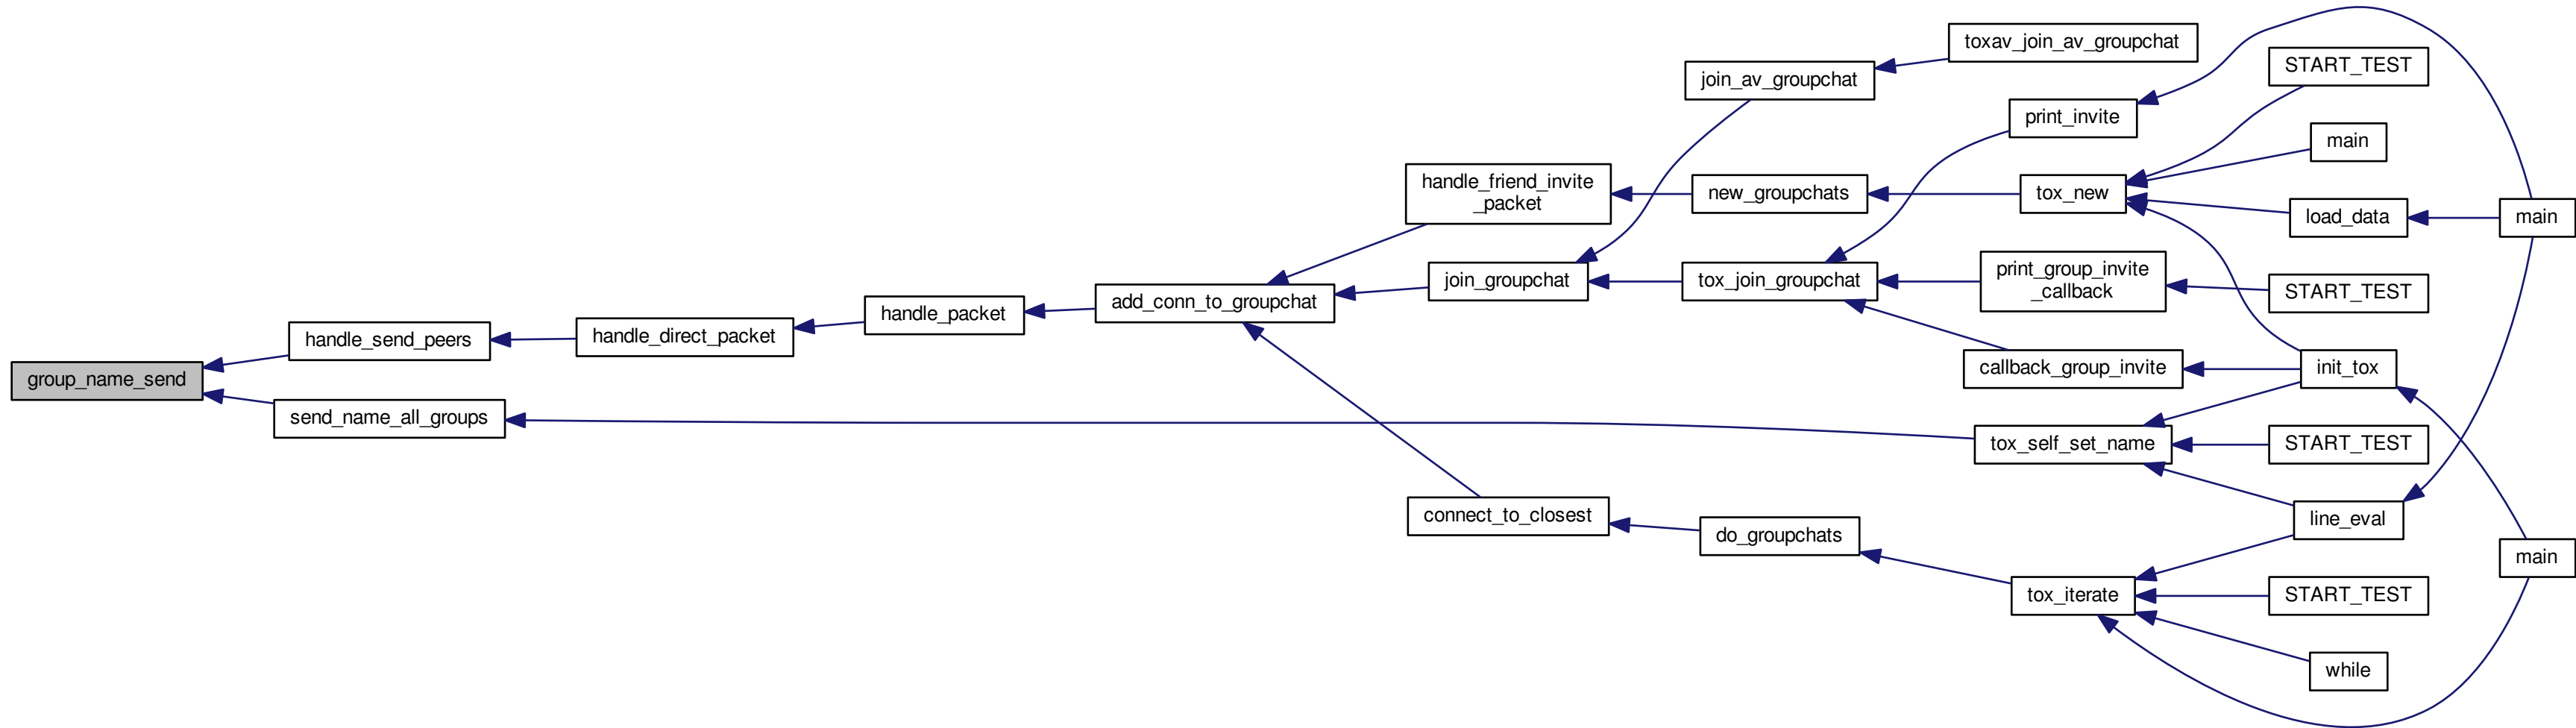 group_name_send
handle_send_peers
send_name_all_groups
handle_direct_packet
handle_packet
add_conn_to_groupchat
handle_friend_invite
_packet
join_groupchat
connect_to_closest
join_av_groupchat
new_groupchats
tox_join_groupchat
do_groupchats
toxav_join_av_groupchat
print_invite
tox_new
print_group_invite
_callback
callback_group_invite
tox_self_set_name
tox_iterate
START_TEST
main
load_data
START_TEST
init_tox
START_TEST
line_eval
START_TEST
while
main
main